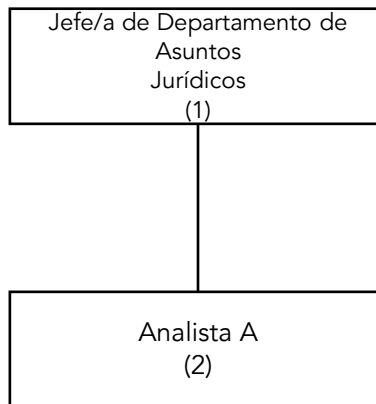 Jefe/a de Departamento de
Asuntos
Jurídicos
(1)
Analista A
(2)